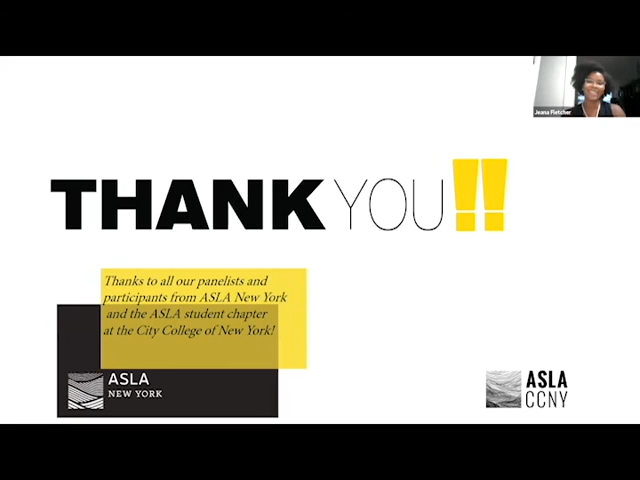 Jeana Fletcher
THANK YOU!!
Thanks to all our panelists and
participants from ASLA New York
and the ASLA student chapter
at the City College of New York!
ASLA
NEW YORK
ASLA
CCNY